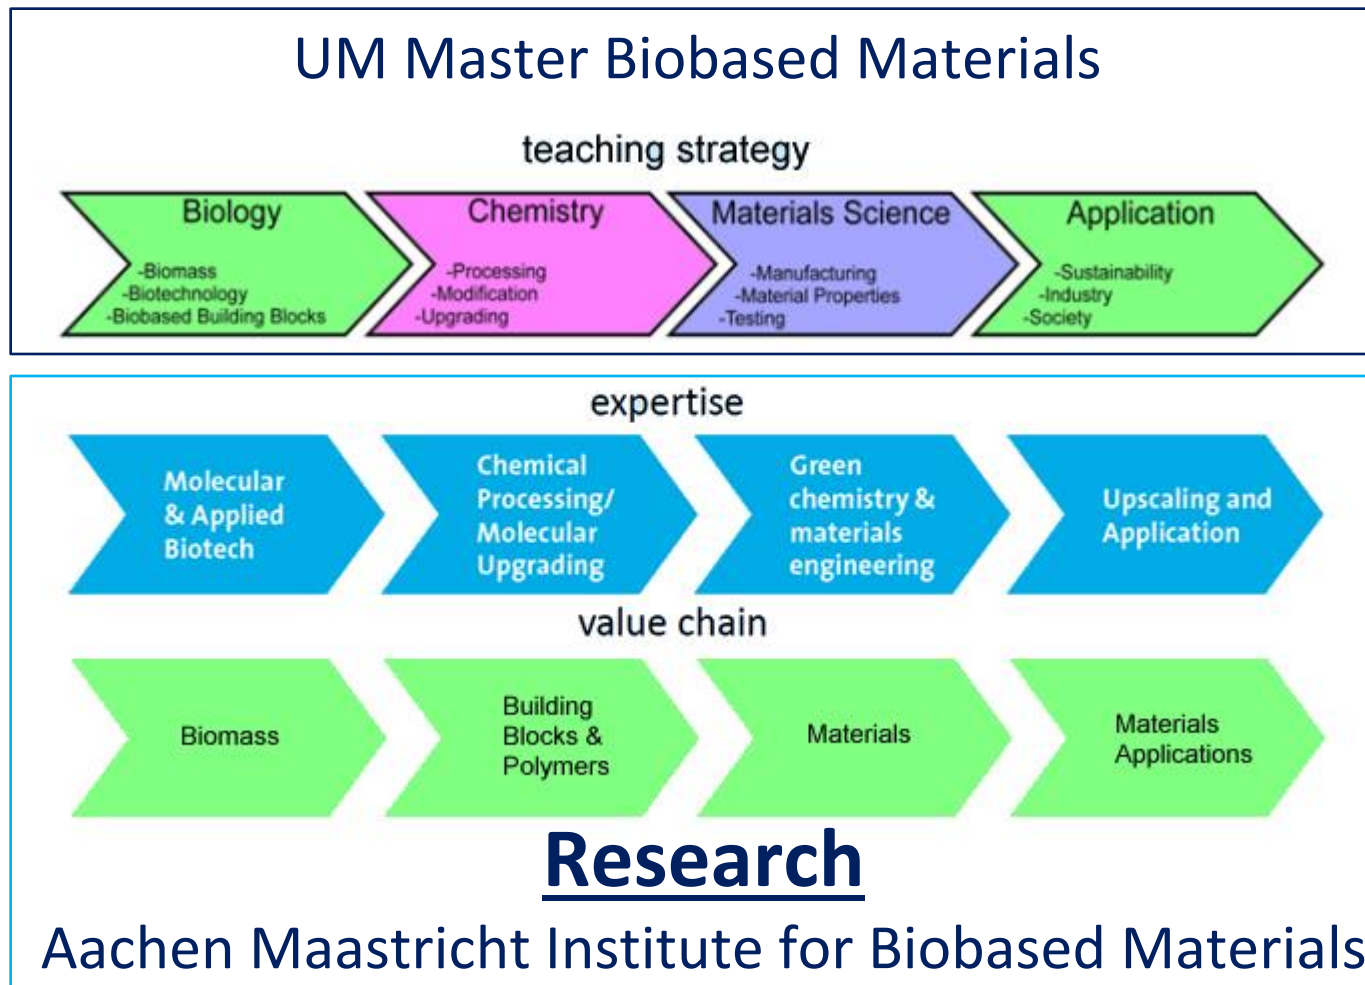 UM Master Biobased Materials
teaching strategy
Biology
-Biomass
-Biotechnology
-Biobased Building Blocks
Chemistry
-Processing
-Modification
-Upgrading
Materials Science
-Manufacturing
-Material Properties
-Testing
Application
-Sustainability
-Industry
-Society
expertise
Molecular
& Applied
Biotech
Chemical
Processing/
Molecular
Upgrading
Green
chemistry &
materials
engineering
Upscaling and
Application
value chain
Biomass
Building
Blocks &
Polymers
Materials
Materials
Applications
Research
Aachen Maastricht Institute for Biobased Materials